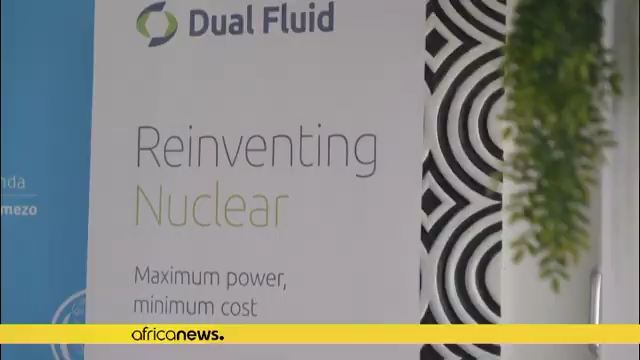 Dual Fluid
Reinventing
Nuclear
Maximum power,
minimum cost
nda
mezo
africanews.